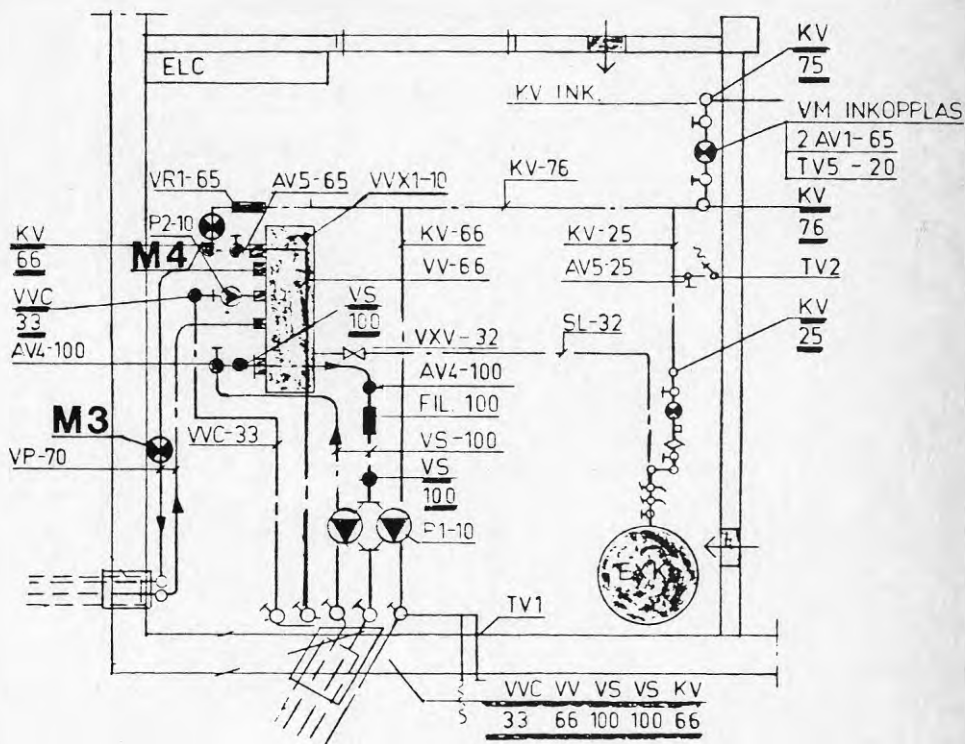 ELC
KV
75
KV INK.
VM INKOPPLAS
2 AV1-65
TV5-20
KV-76
VR1-65
AV5-65
VVX1-10
P2-10
KV
66
M4
KV-66
KV-25
KV
76
VV-66
AV5-25
TV2
VVC
33
VS
100
SL-32
KV
25
AV4-100
VXV-32
AV4-100
FIL. 100
M3
VVC-33
VS-100
VP-70
VS
100
P1-10
EXK
TV1
VVC VV VS VS KV
33 66 100 100 66